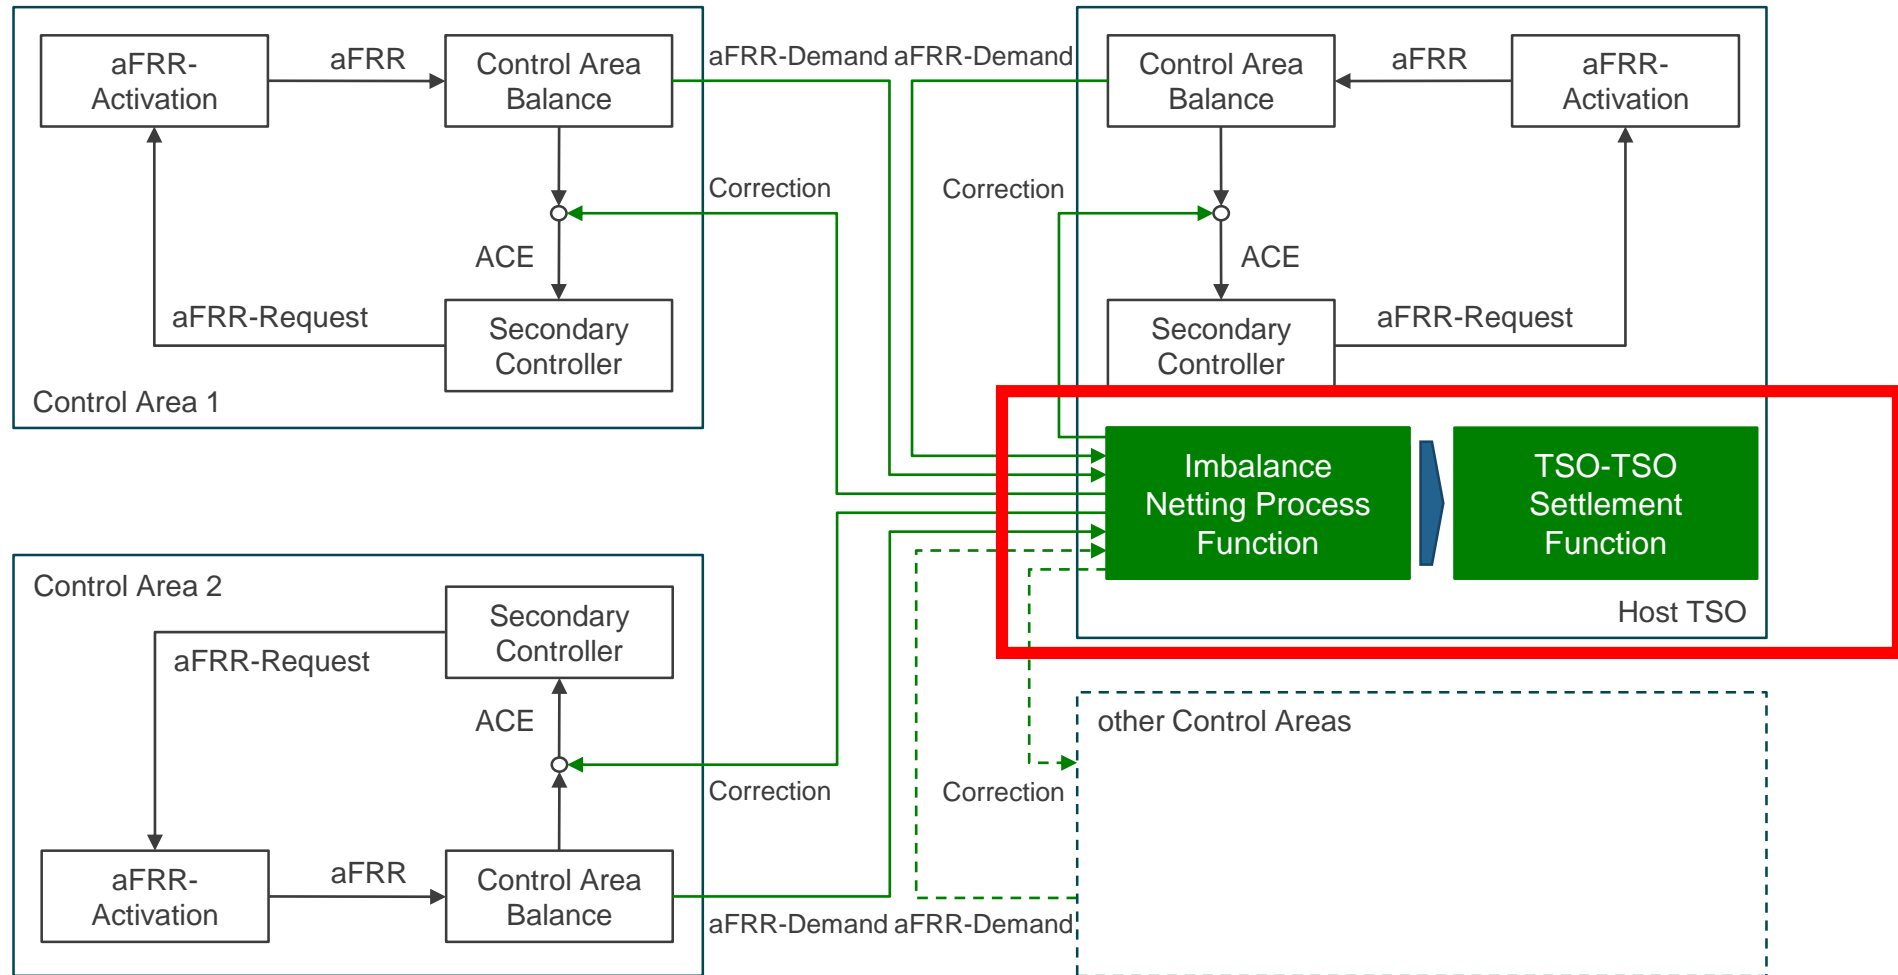 aFRR-
Activation
aFRR
Control Area
Balance
aFRR-Demand
Correction
ACE
aFRR-Request
Secondary
Controller
Control Area 1
aFRR-Demand
Control Area
Balance
aFRR
aFRR-
Activation
Correction
ACE
Secondary
Controller
aFRR-Request
Imbalance
Netting Process
Function
TSO-TSO
Settlement
Function
Host TSO
Control Area 2
Secondary
Controller
aFRR-Request
ACE
Correction
aFRR-
Activation
aFRR
Control Area
Balance
aFRR-Demand
other Control Areas
Correction
aFRR-Demand